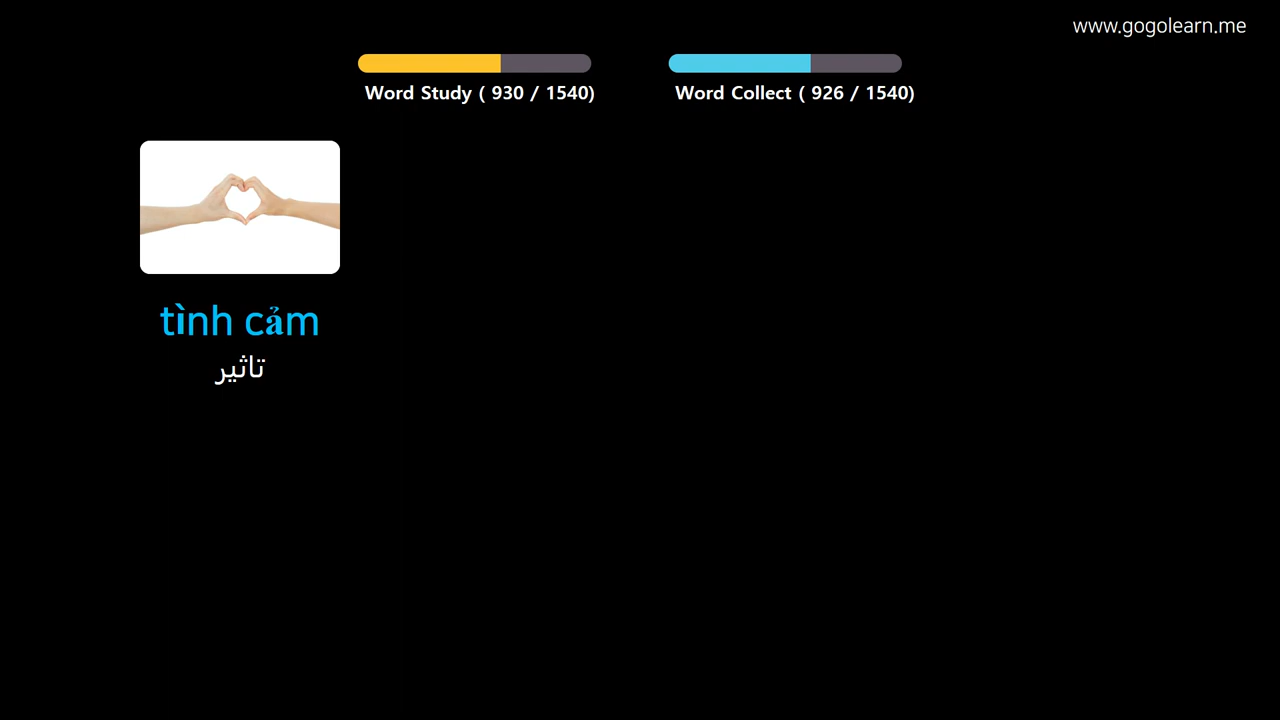 www.gogolearn.me
Word Study ( 930 / 1540)
Word Collect ( 926 / 1540)
tình cảm
تاثیر